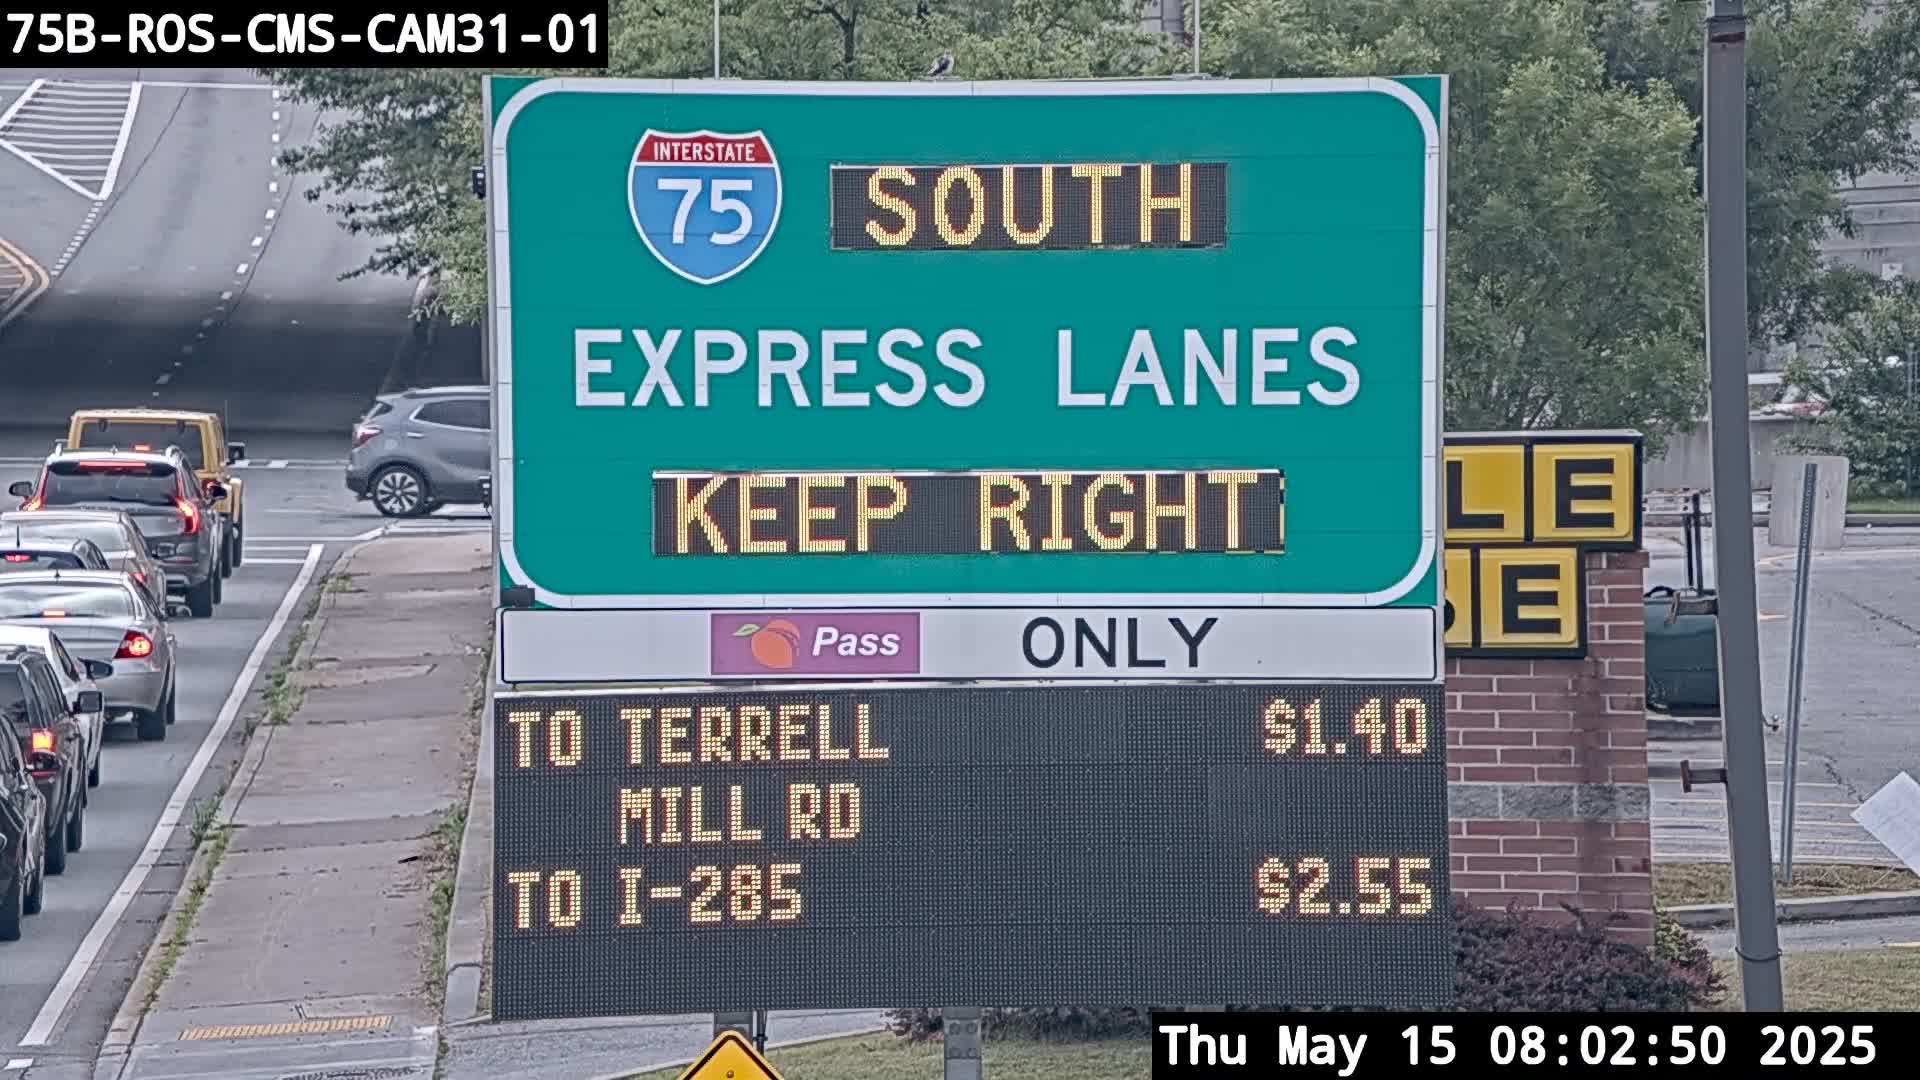 75B-ROS-CMS-CAM31-01
INTERSTATE
75
SOUTH
EXPRESS LANES
KEEP RIGHT
Pass ONLY
TO TERRELL $1.40
MILL RD
TO I-285 $2.55
LE
E
Thu May 15 08:02:50 2025